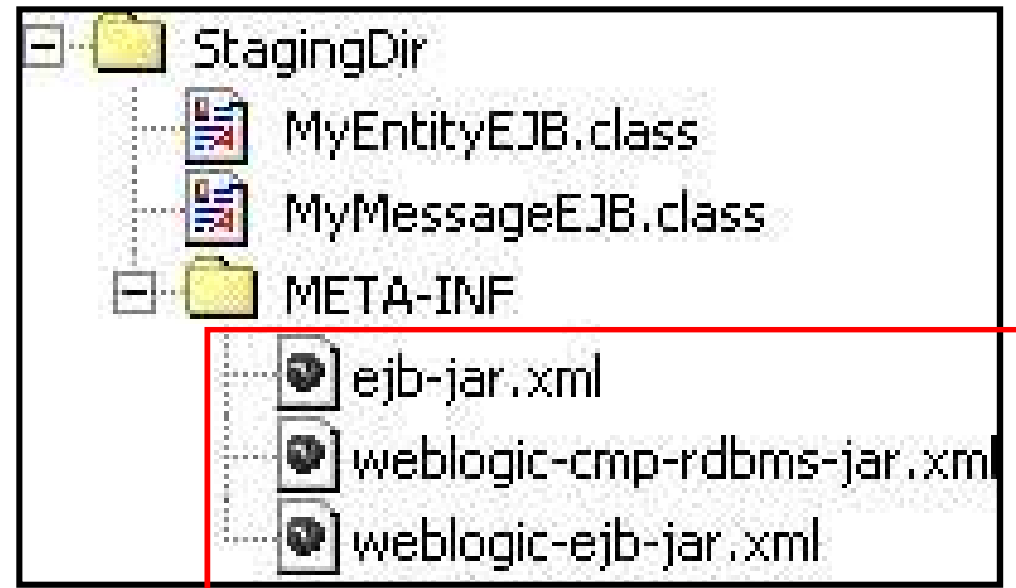 StagingDir
MyEntityEJB.class
MyMessageEJB.class
META-INF
ejb-jar.xml
weblogic-cmp-rdbms-jar.xml
weblogic-ejb-jar.xml